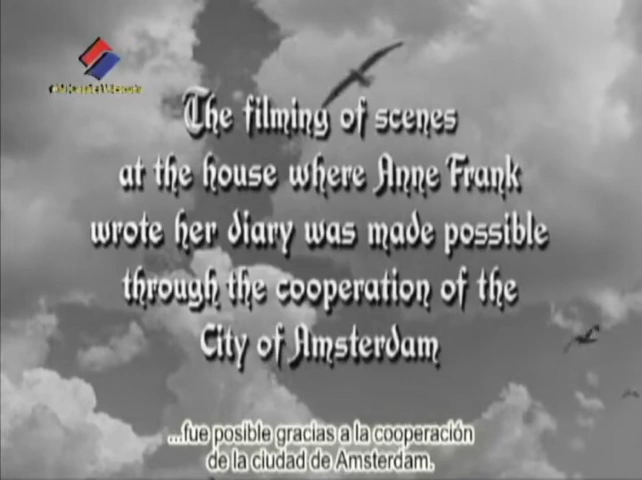 The filming of scenes
at the house where Anne Frank
wrote her diary was made possible
through the cooperation of the
City of Amsterdam
...fue posible gracias a la cooperación
de la ciudad de Amsterdam.